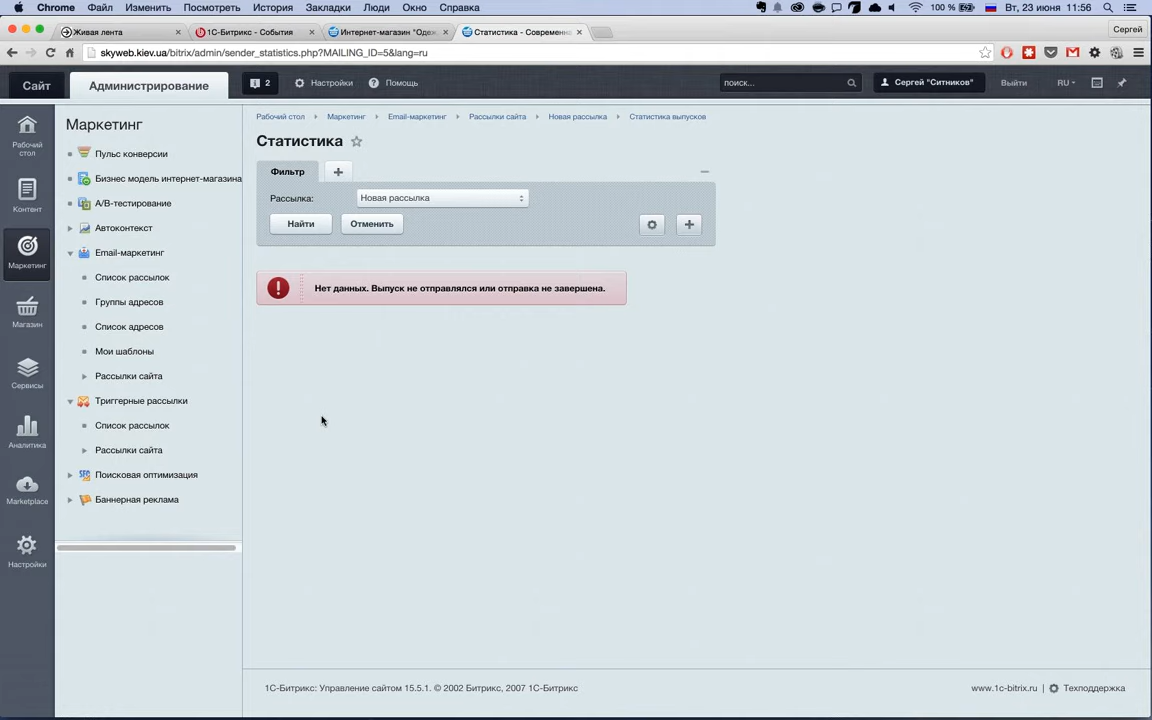 Chrome Файл Изменить Посмотреть История Закладки Люди Окно Справка 100 % Вт, 23 июня 11:56
Живая лента
1С-Битрикс - События
Интернет-магазин "Одеж
Статистика - Современн
Сергей
skyweb.kiev.ua/bitrix/admin/sender_statistics.php?MAILING_ID=5&lang=ru
Сайт
Администрирование
2
Настройки
Помощь
поиск...
Сергей "Ситников"
Выйти
RU
Рабочий стол
Контент
Маркетинг
Магазин
Сервисы
Аналитика
Marketplace
Настройки
Маркетинг
Пульс конверсии
Бизнес модель интернет-магазина
А/В-тестирование
Автоконтекст
Email-маркетинг
Список рассылок
Группы адресов
Список адресов
Мои шаблоны
Рассылки сайта
Триггерные рассылки
Список рассылок
Рассылки сайта
Поисковая оптимизация
Баннерная реклама
Рабочий стол Маркетинг Email-маркетинг Рассылки сайта Новая рассылка Статистика выпусков
Статистика
Фильтр
Рассылка: Новая рассылка
Найти Отменить
Нет данных. Выпуск не отправлялся или отправка не завершена.
1С-Битрикс: Управление сайтом 15.5.1. © 2002 Битрикс, 2007 1С-Битрикс
www.1c-bitrix.ru | Техподдержка